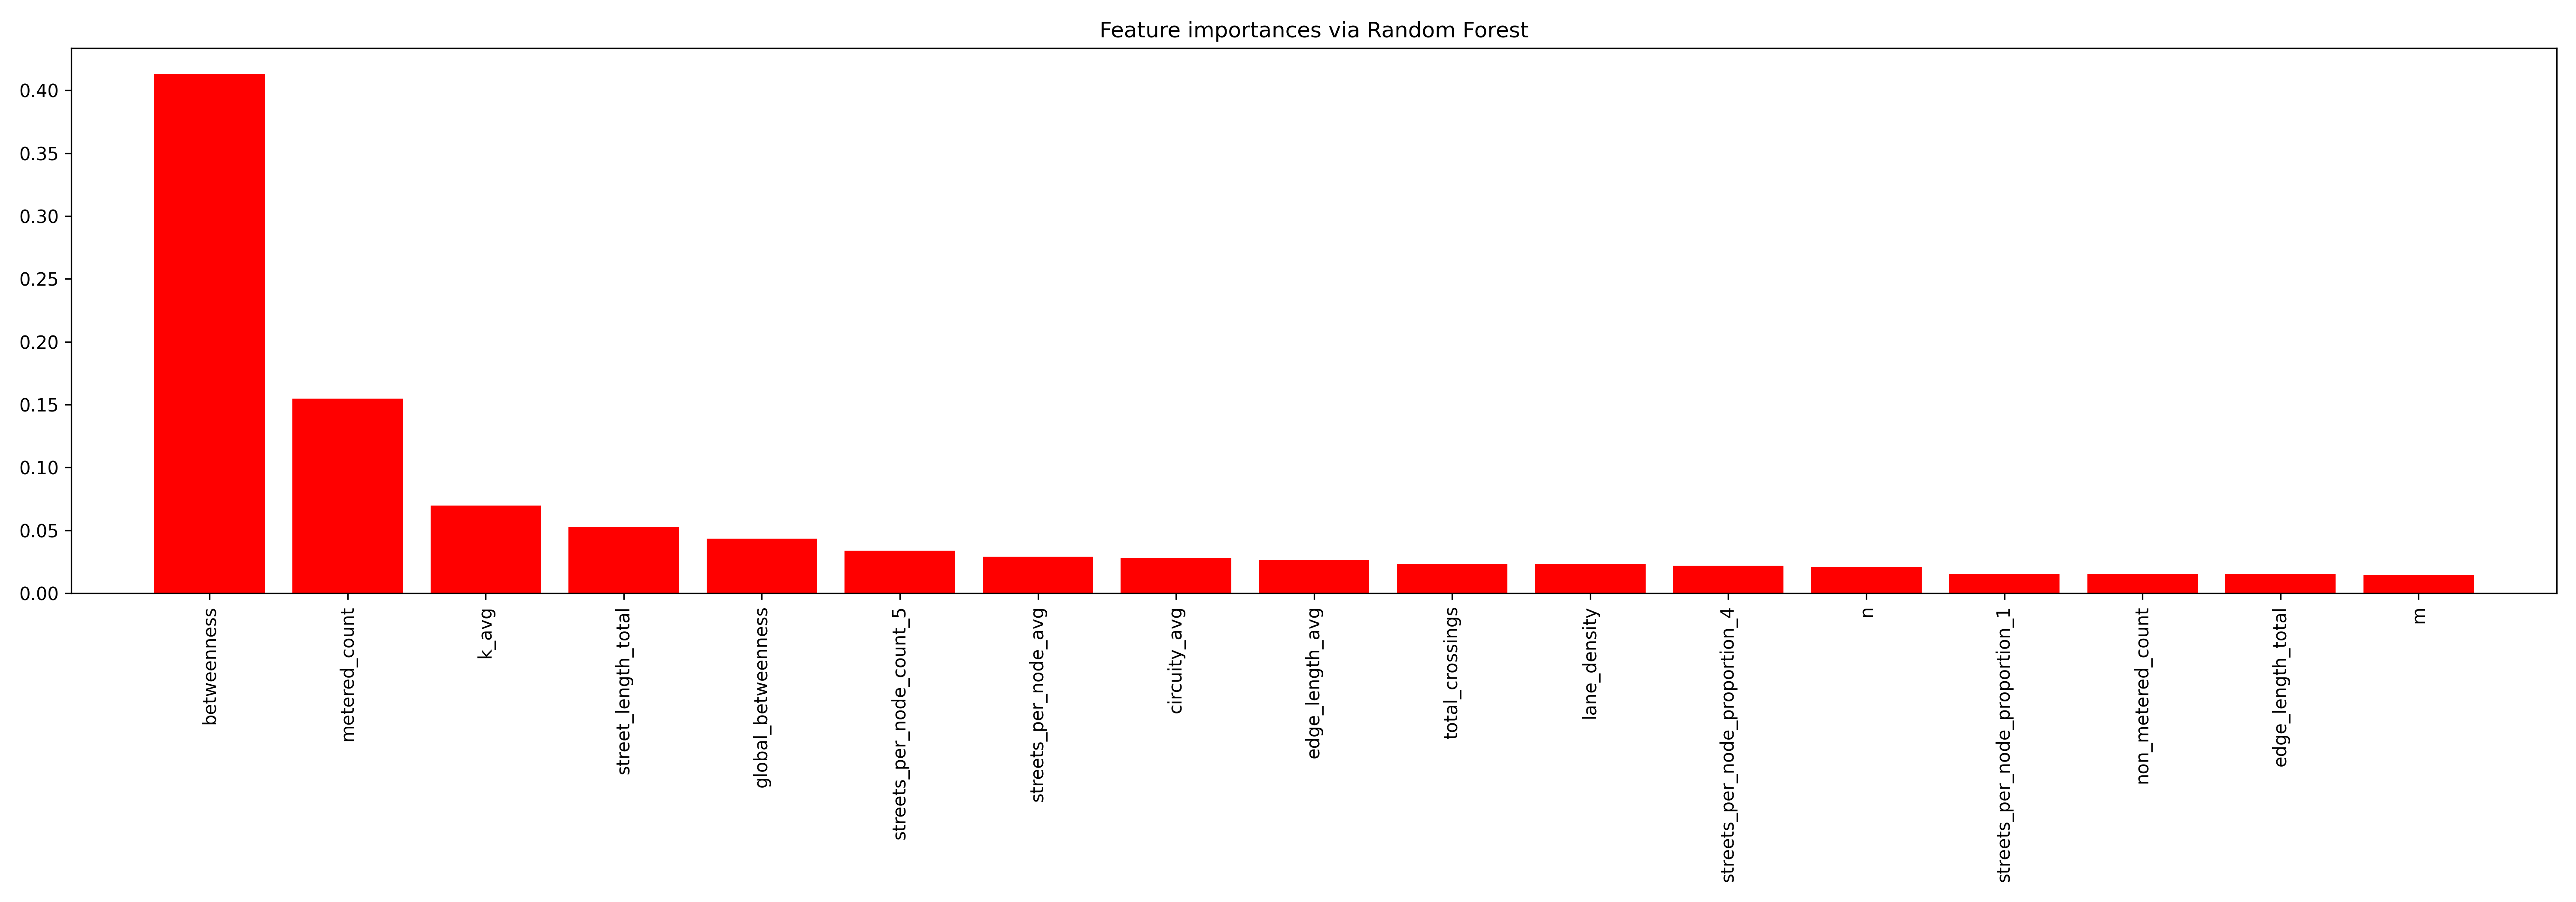 Feature importances via Random Forest
0.40
0.35
0.30
0.25
0.20
0.15
0.10
0.05
0.00
betweenness
metered_count
k_avg
street_length_total
global_betweenness
streets_per_node_count_5
streets_per_node_avg
circuity_avg
edge_length_avg
total_crossings
lane_density
streets_per_node_proportion_4
n
streets_per_node_proportion_1
non_metered_count
edge_length_total
m